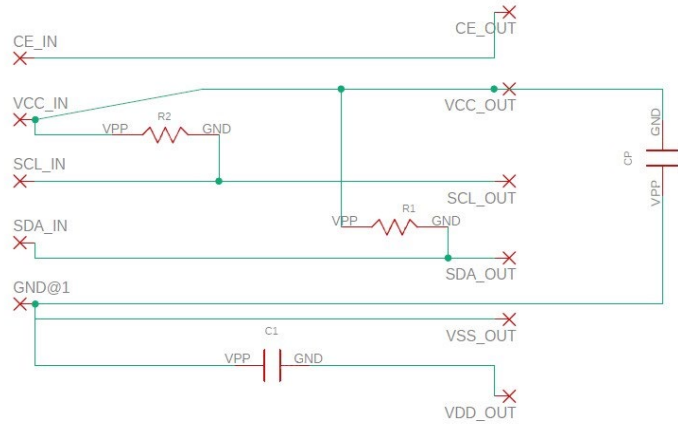 CE_IN
CE_OUT
VCC_IN
VCC_OUT
R2
VPP
GND
GND
CP
VPP
SCL_IN
SCL_OUT
R1
VPP
GND
SDA_IN
SDA_OUT
GND@1
VSS_OUT
C1
VPP
GND
VDD_OUT